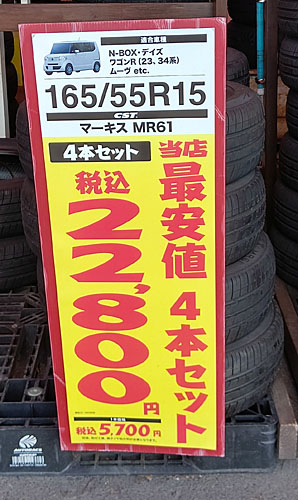 適合車種
N-BOX・デイズ
ワゴンR(23、34系)
ムーヴ etc.
165/55R15
CST.
マーキス MR61
4本セット
当店
最安値
4本セット
税込
22,800円
1本価格
税込5,700円
AUTOBACS